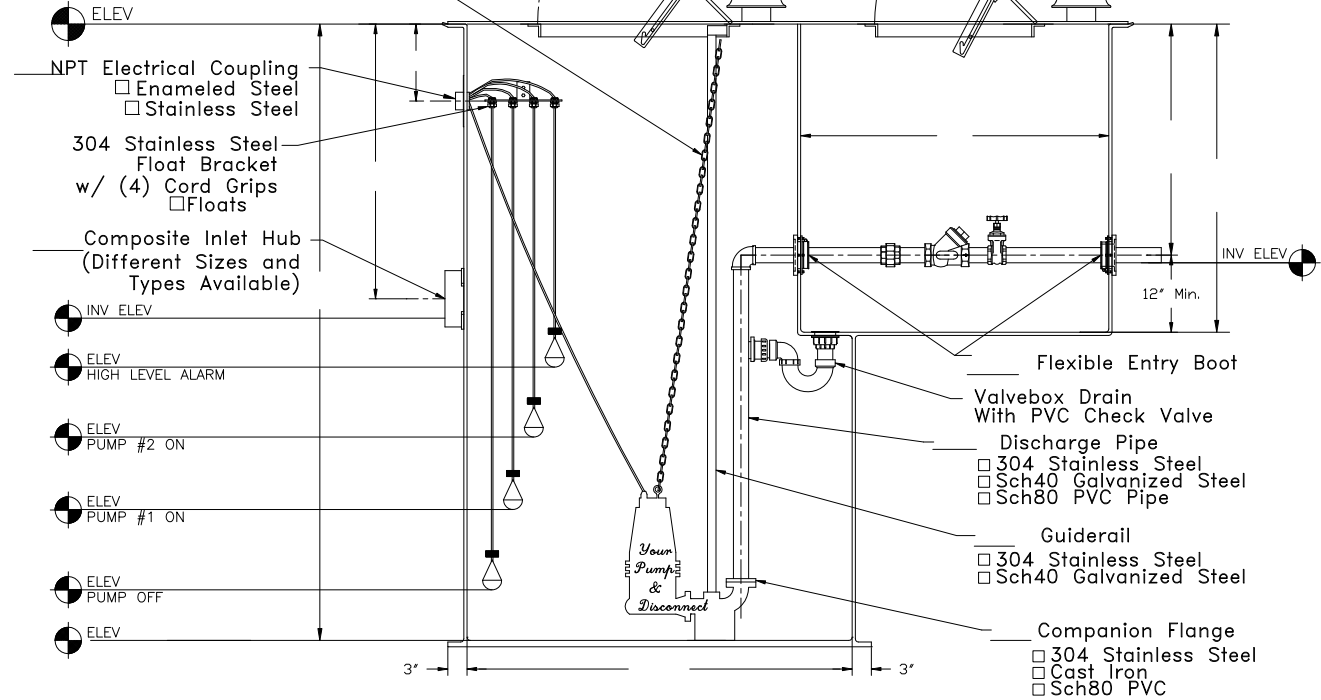 ELEV
NPT Electrical Coupling
Enameled Steel
Stainless Steel
304 Stainless Steel
Float Bracket
w/ (4) Cord Grips
Floats
Composite Inlet Hub
(Different Sizes and
Types Available)
INV ELEV
ELEV
HIGH LEVEL ALARM
ELEV
PUMP #2 ON
ELEV
PUMP #1 ON
ELEV
PUMP OFF
ELEV
3"
3"
Your
Pump
&
Disconnect
INV ELEV
12" Min.
Flexible Entry Boot
Valvebox Drain
With PVC Check Valve
Discharge Pipe
304 Stainless Steel
Sch40 Galvanized Steel
Sch80 PVC Pipe
Guiderail
304 Stainless Steel
Sch40 Galvanized Steel
Companion Flange
304 Stainless Steel
Cast Iron
Sch80 PVC